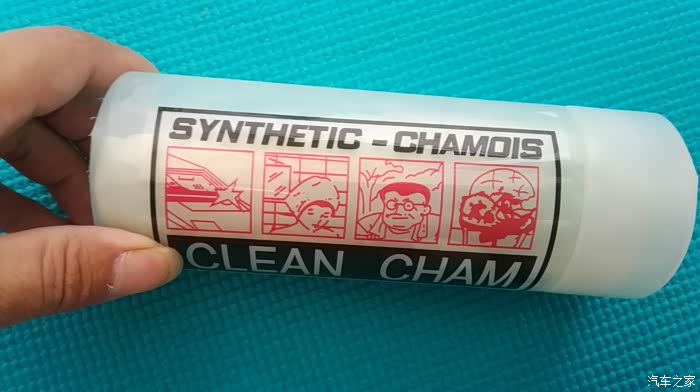 SYNTHETIC - CHAMOIS
CLEAN CHAM
汽车之家